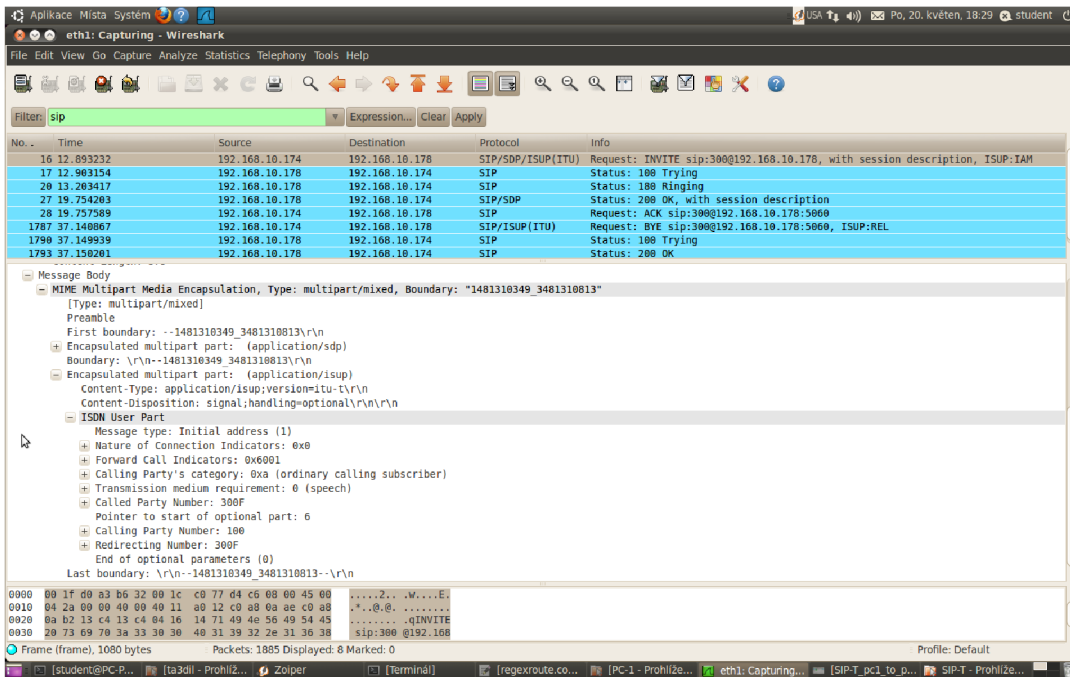 Aplikace Místa Systém USA Po, 20. květen, 18:29 student
eth1: Capturing - Wireshark
File Edit View Go Capture Analyze Statistics Telephony Tools Help
Filter: sip Expression... Clear Apply
No. . Time Source Destination Protocol Info
16 12.893232 192.168.10.174 192.168.10.178 SIP/SDP/ISUP(ITU) Request: INVITE sip:300@192.168.10.178, with session description, ISUP:IAM
17 12.903154 192.168.10.178 192.168.10.174 SIP Status: 100 Trying
20 13.203417 192.168.10.178 192.168.10.174 SIP Status: 180 Ringing
27 19.754203 192.168.10.178 192.168.10.174 SIP/SDP Status: 200 OK, with session description
28 19.757589 192.168.10.174 192.168.10.178 SIP Request: ACK sip:300@192.168.10.178:5060
1787 37.140867 192.168.10.174 192.168.10.178 SIP/ISUP(ITU) Request: BYE sip:300@192.168.10.178:5060, ISUP:REL
1790 37.149939 192.168.10.178 192.168.10.174 SIP Status: 100 Trying
1793 37.150201 192.168.10.178 192.168.10.174 SIP Status: 200 OK
Message Body
MIME Multipart Media Encapsulation, Type: multipart/mixed, Boundary: "1481310349_3481310813"
[Type: multipart/mixed]
Preamble
First boundary: --1481310349_3481310813\r\n
Encapsulated multipart part: (application/sdp)
Boundary: \r\n--1481310349_3481310813\r\n
Encapsulated multipart part: (application/isup)
Content-Type: application/isup;version=itu-t\r\n
Content-Disposition: signal;handling=optional\r\n\r\n
ISDN User Part
Message type: Initial address (1)
Nature of Connection Indicators: 0x0
Forward Call Indicators: 0x6001
Calling Party's category: 0xa (ordinary calling subscriber)
Transmission medium requirement: 0 (speech)
Called Party Number: 300F
Pointer to start of optional part: 6
Calling Party Number: 100
Redirecting Number: 300F
End of optional parameters (0)
Last boundary: \r\n--1481310349_3481310813--\r\n
0000 00 1f d0 a3 b6 32 00 1c c0 77 d4 c6 08 00 45 00 .....2.. .w....E.
0010 04 2a 00 00 40 00 40 11 a0 12 c0 a8 0a ae c0 a8 .*..@.@. ........
0020 0a b2 13 c4 13 c4 04 16 14 71 49 4e 56 49 54 45 ........ .qINVITE
0030 20 73 69 70 3a 33 30 30 40 31 39 32 2e 31 36 38 sip:300 @192.168
Frame (frame), 1080 bytes Packets: 1885 Displayed: 8 Marked: 0 Profile: Default
[student@PC-P... [ta3dil - Prohlíž... Zoiper [Terminál] [regexroute.co... [PC-1 - Prohlíže... eth1: Capturing... [SIP-T_pc1_to_p... SIP-T - Prohlíže...